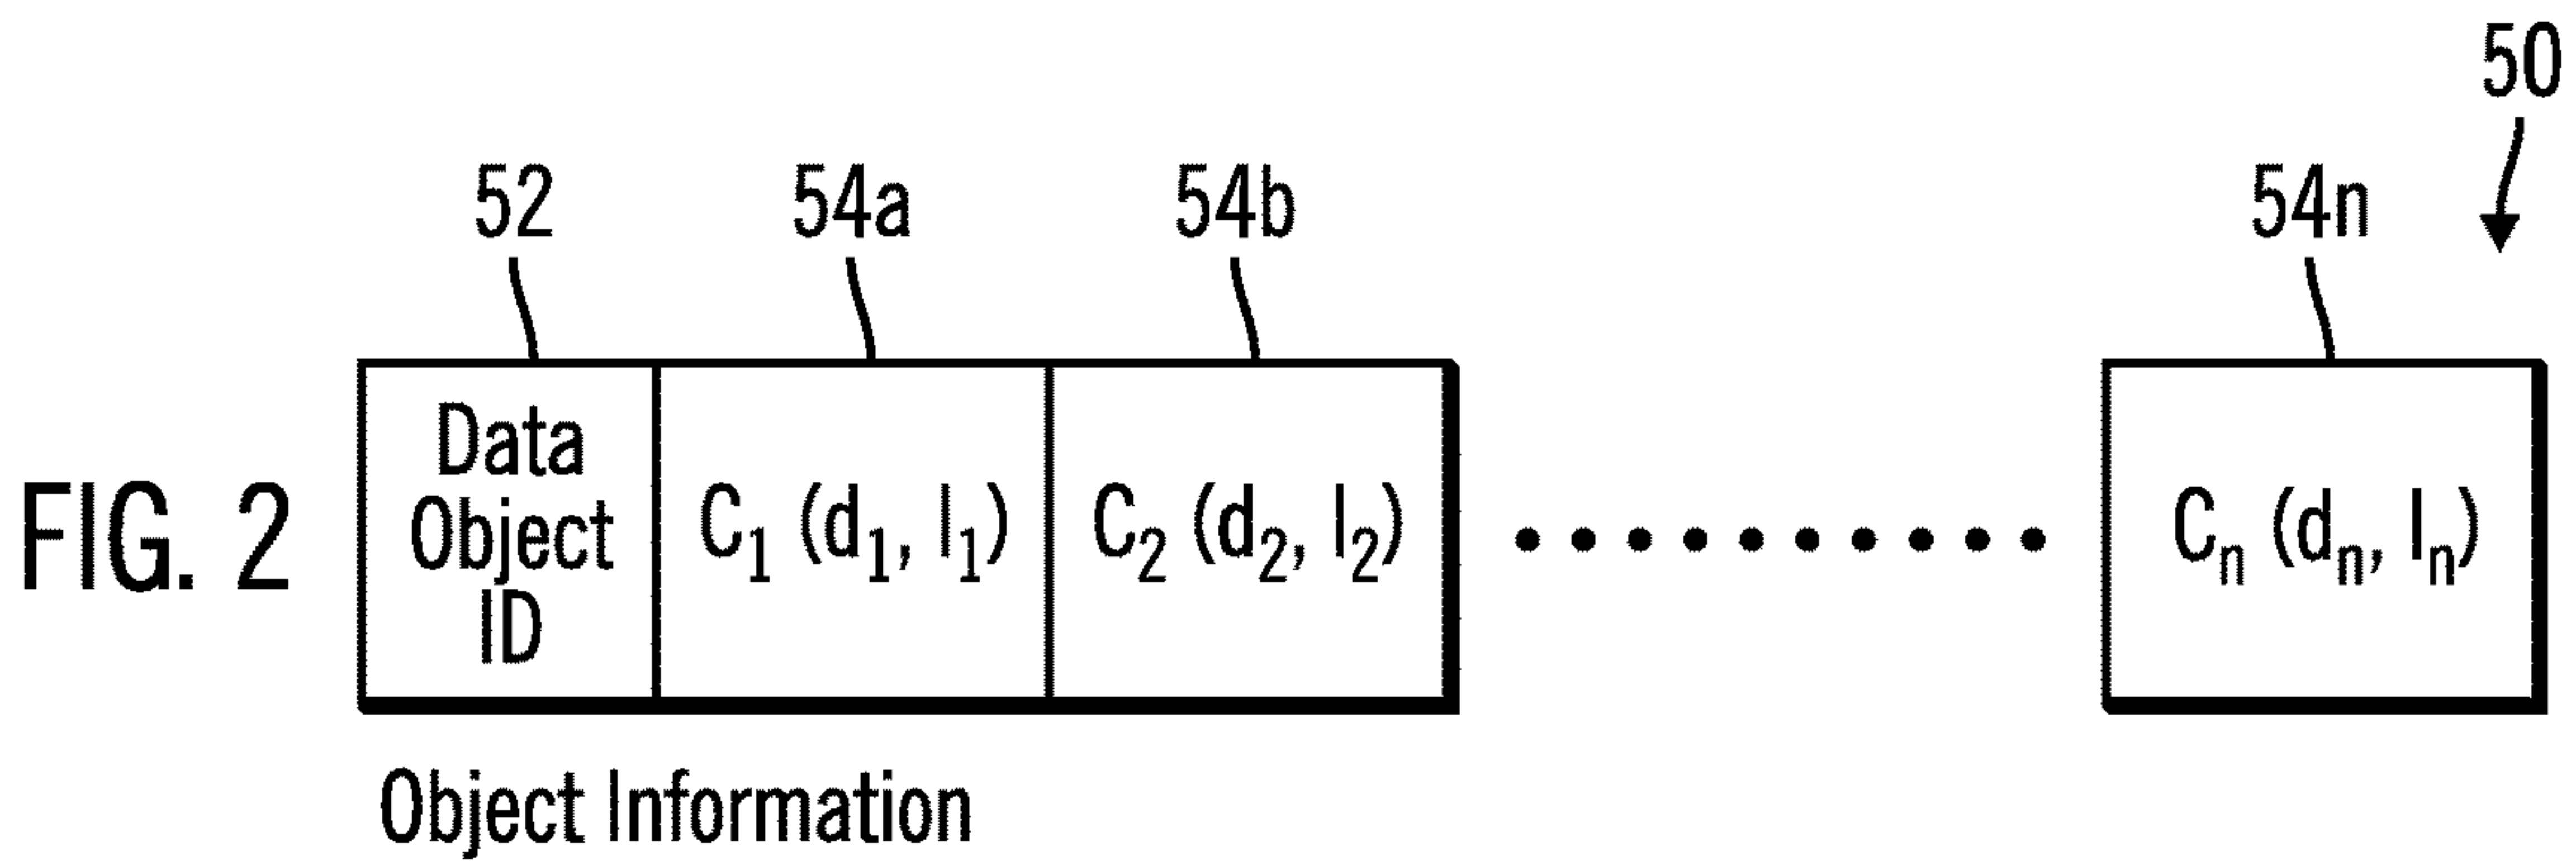 50
52 54a 54b 54n
Data
Object
ID
C₁ (d₁, l₁) C₂ (d₂, l₂) • • • • • • • • • • Cₙ (dₙ, lₙ)
FIG. 2
Object Information